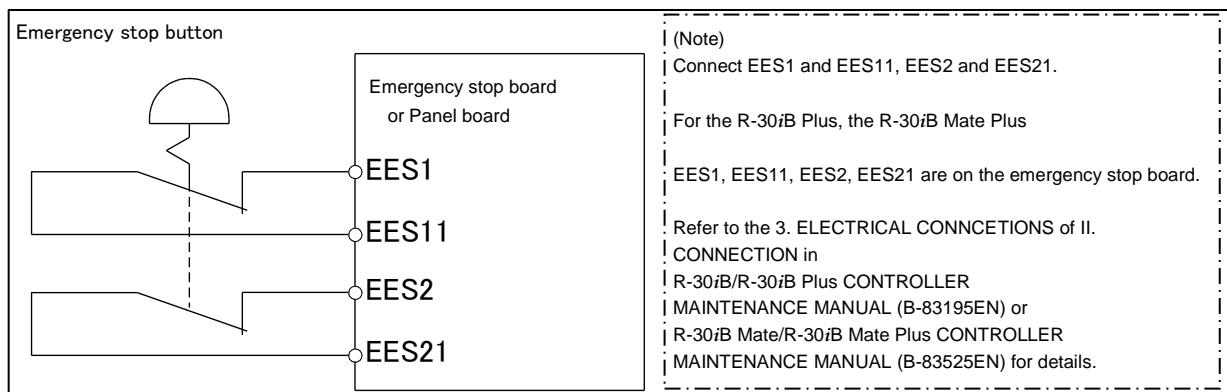 Emergency stop button
Emergency stop board
or Panel board
EES1
EES11
EES2
EES21
(Note)
Connect EES1 and EES11, EES2 and EES21.
For the R-30iB Plus, the R-30iB Mate Plus
EES1, EES11, EES2, EES21 are on the emergency stop board.
Refer to the 3. ELECTRICAL CONNCETIONS of II.
CONNECTION in
R-30iB/R-30iB Plus CONTROLLER
MAINTENANCE MANUAL (B-83195EN) or
R-30iB Mate/R-30iB Mate Plus CONTROLLER
MAINTENANCE MANUAL (B-83525EN) for details.